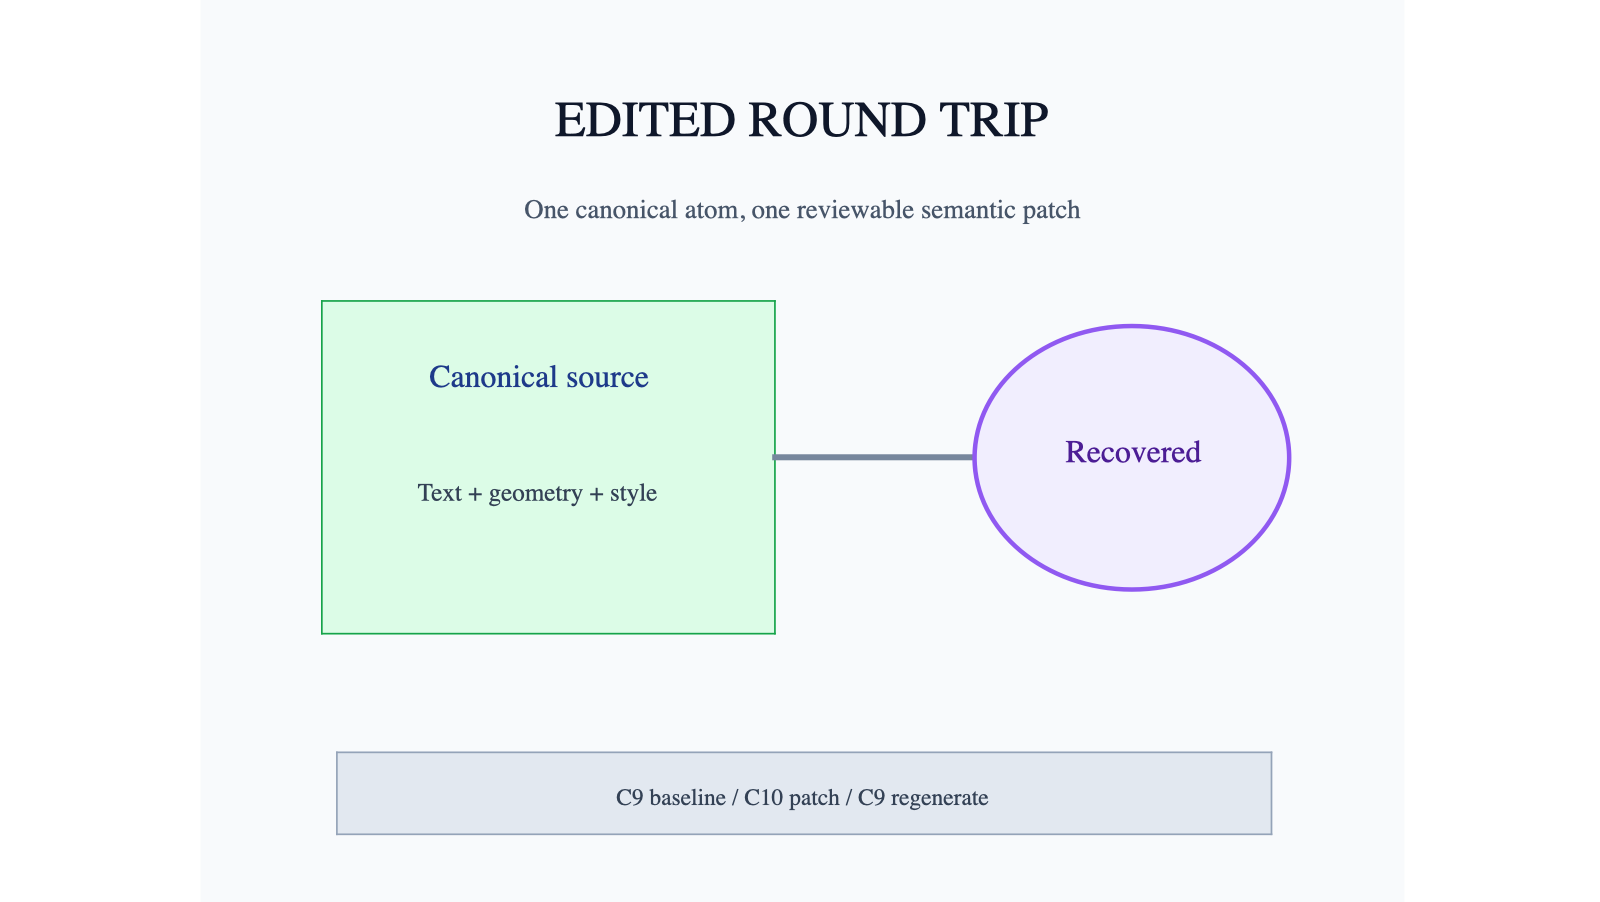 EDITED ROUND TRIP
One canonical atom, one reviewable semantic patch
Canonical source
Text + geometry + style
Recovered
C9 baseline / C10 patch / C9 regenerate